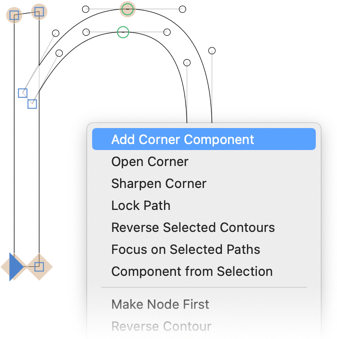 Add Corner Component
Open Corner
Sharpen Corner
Lock Path
Reverse Selected Contours
Focus on Selected Paths
Component from Selection
Make Node First
Reverse Contour